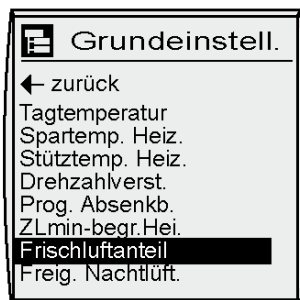 Grundeinstell.
← zurück
Tagtemperatur
Spartemp. Heiz.
Stütztemp. Heiz.
Drehzahlverst.
Prog. Absenkb.
ZLmin-begr.Hei.
Frischluftanteil
Freig. Nachtlüft.